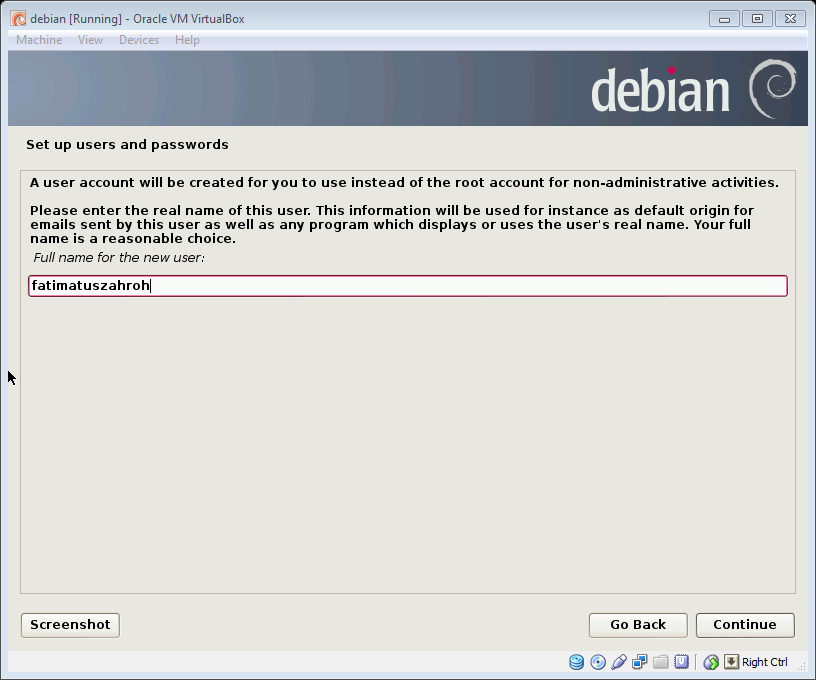 debian [Running] - Oracle VM VirtualBox
Machine View Devices Help
debian
Set up users and passwords
A user account will be created for you to use instead of the root account for non-administrative activities.
Please enter the real name of this user. This information will be used for instance as default origin for
emails sent by this user as well as any program which displays or uses the user's real name. Your full
name is a reasonable choice.
Full name for the new user:
fatimatuszahroh
Screenshot Go Back Continue
Right Ctrl